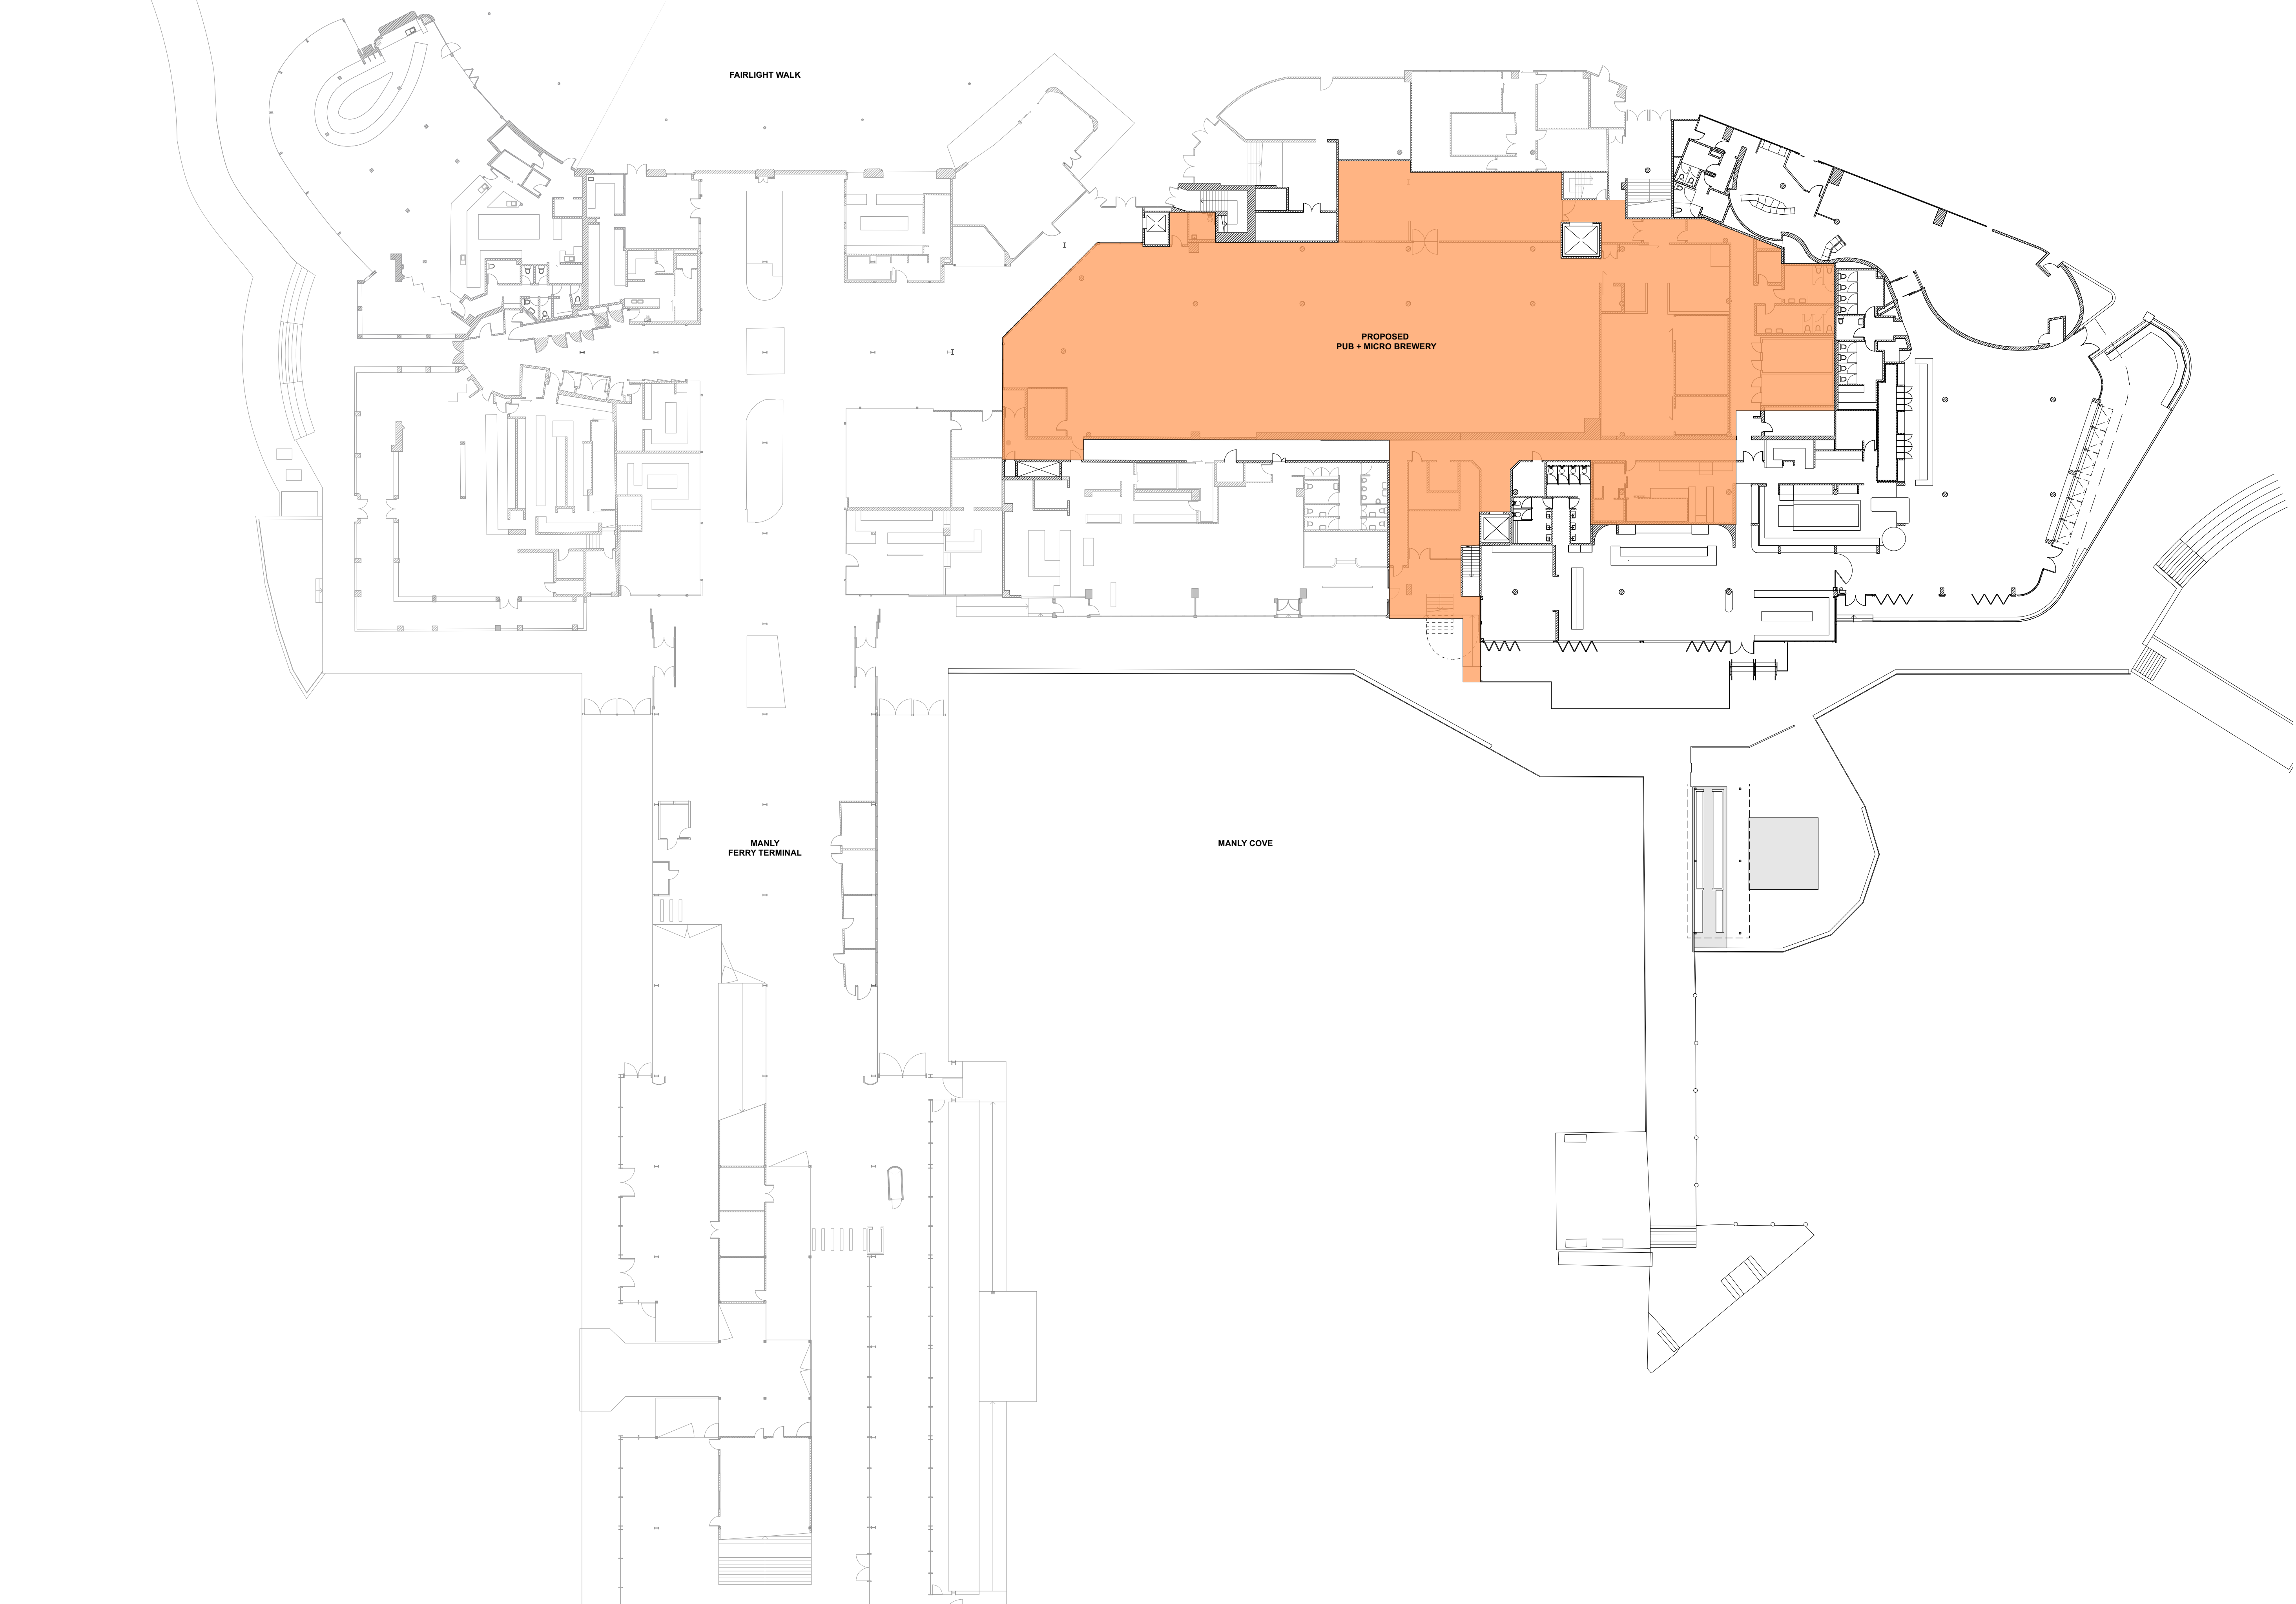 FAIRLIGHT WALK
PROPOSED
PUB + MICRO BREWERY
MANLY
FERRY TERMINAL
MANLY COVE